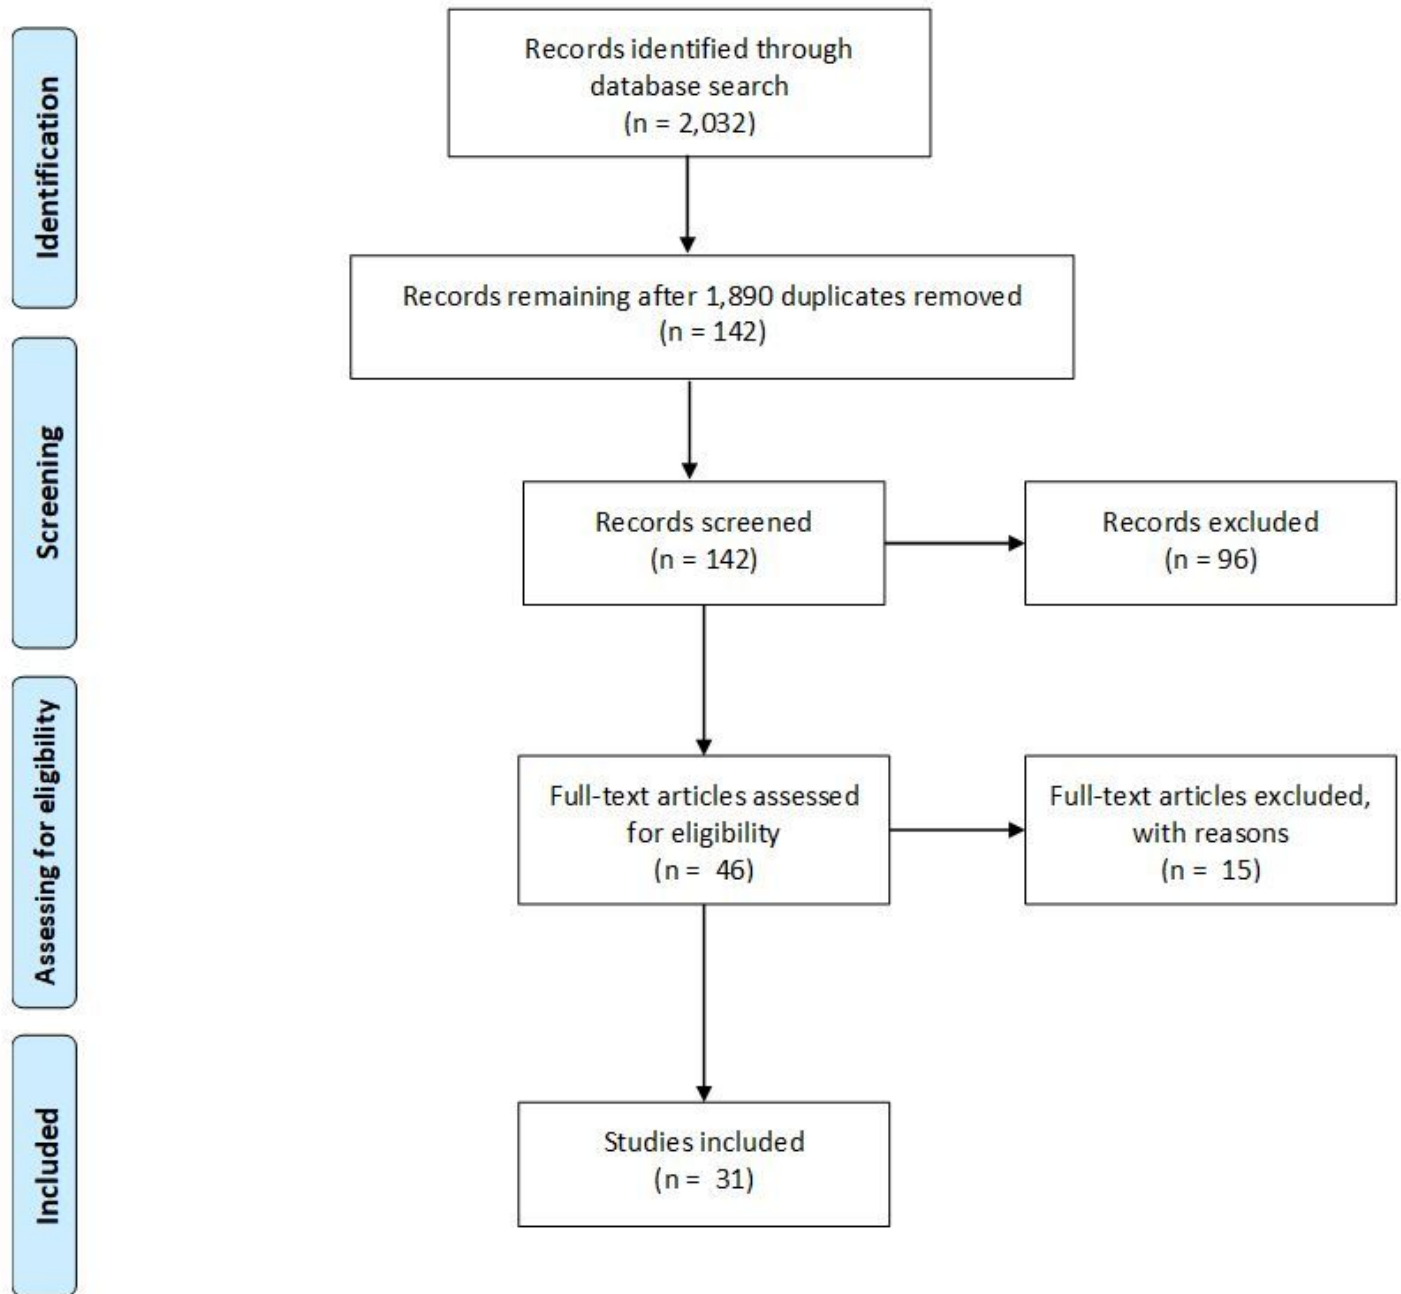 Identification
Records identified through
database search
(n = 2,032)
Records remaining after 1,890 duplicates removed
(n = 142)
Screening
Records screened
(n = 142)
Records excluded
(n = 96)
Assessing for eligibility
Full-text articles assessed
for eligibility
(n =  46)
Full-text articles excluded,
with reasons
(n =  15)
Included
Studies included
(n =  31)